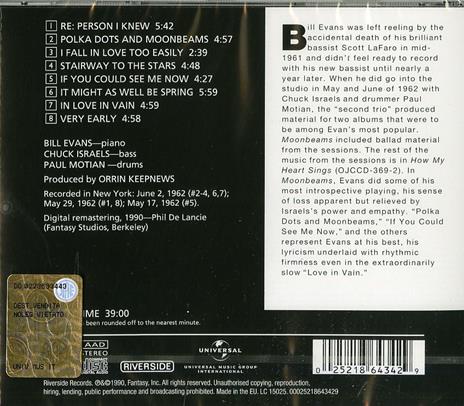 1 RE: PERSON I KNEW 5:42
2 POLKA DOTS AND MOONBEAMS 4:57
3 I FALL IN LOVE TOO EASILY 2:39
4 STAIRWAY TO THE STARS 4:48
5 IF YOU COULD SEE ME NOW 4:27
6 IT MIGHT AS WELL BE SPRING 5:59
7 IN LOVE IN VAIN 4:59
8 VERY EARLY 4:58
BILL EVANS—piano
CHUCK ISRAELS—bass
PAUL MOTIAN—drums
Produced by ORRIN KEEPNEWS
Recorded in New York: June 2, 1962 (#2-4, 6,7);
May 29, 1962 (#1, 8); May 17, 1962 (#5).
Digital remastering, 1990—Phil De Lancie
(Fantasy Studios, Berkeley)
Bill Evans was left reeling by the
accidental death of his brilliant
bassist Scott LaFaro in mid-
1961 and didn't feel ready to record
with his new bassist until nearly a
year later. When he did go into the
studio in May and June of 1962 with
Chuck Israels and drummer Paul
Motian, the "second trio" produced
material for two albums that were to
be among Evan's most popular.
Moonbeams included ballad material
from the sessions. The rest of the
music from the sessions is in How My
Heart Sings (OJCCD-369-2). In
Moonbeams, Evans did some of his
most introspective playing, his sense
of loss apparent but relieved by
Israels's power and empathy. "Polka
Dots and Moonbeams," "If You Could
See Me Now," and the others
represent Evans at his best, his
lyricism underlaid with rhythmic
firmness even in the extraordinarily
slow "Love in Vain."
DEST.VENDITA
NOLEG VIETATO
UNIV MUS IT
IME 39:00
been rounded off to the nearest minute.
AAD
STEREO
COMPACT DISC DIGITAL AUDIO
RIVERSIDE
UNIVERSAL
UNIVERSAL MUSIC GROUP
INTERNATIONAL
0 25218 64342 9
Riverside Records, ℗&©1990, Fantasy, Inc. All rights reserved. Unauthorised copying, reproduction,
hiring, lending, public performance and broadcasting prohibited. Made in the EU. LC 15025. 00025218643429